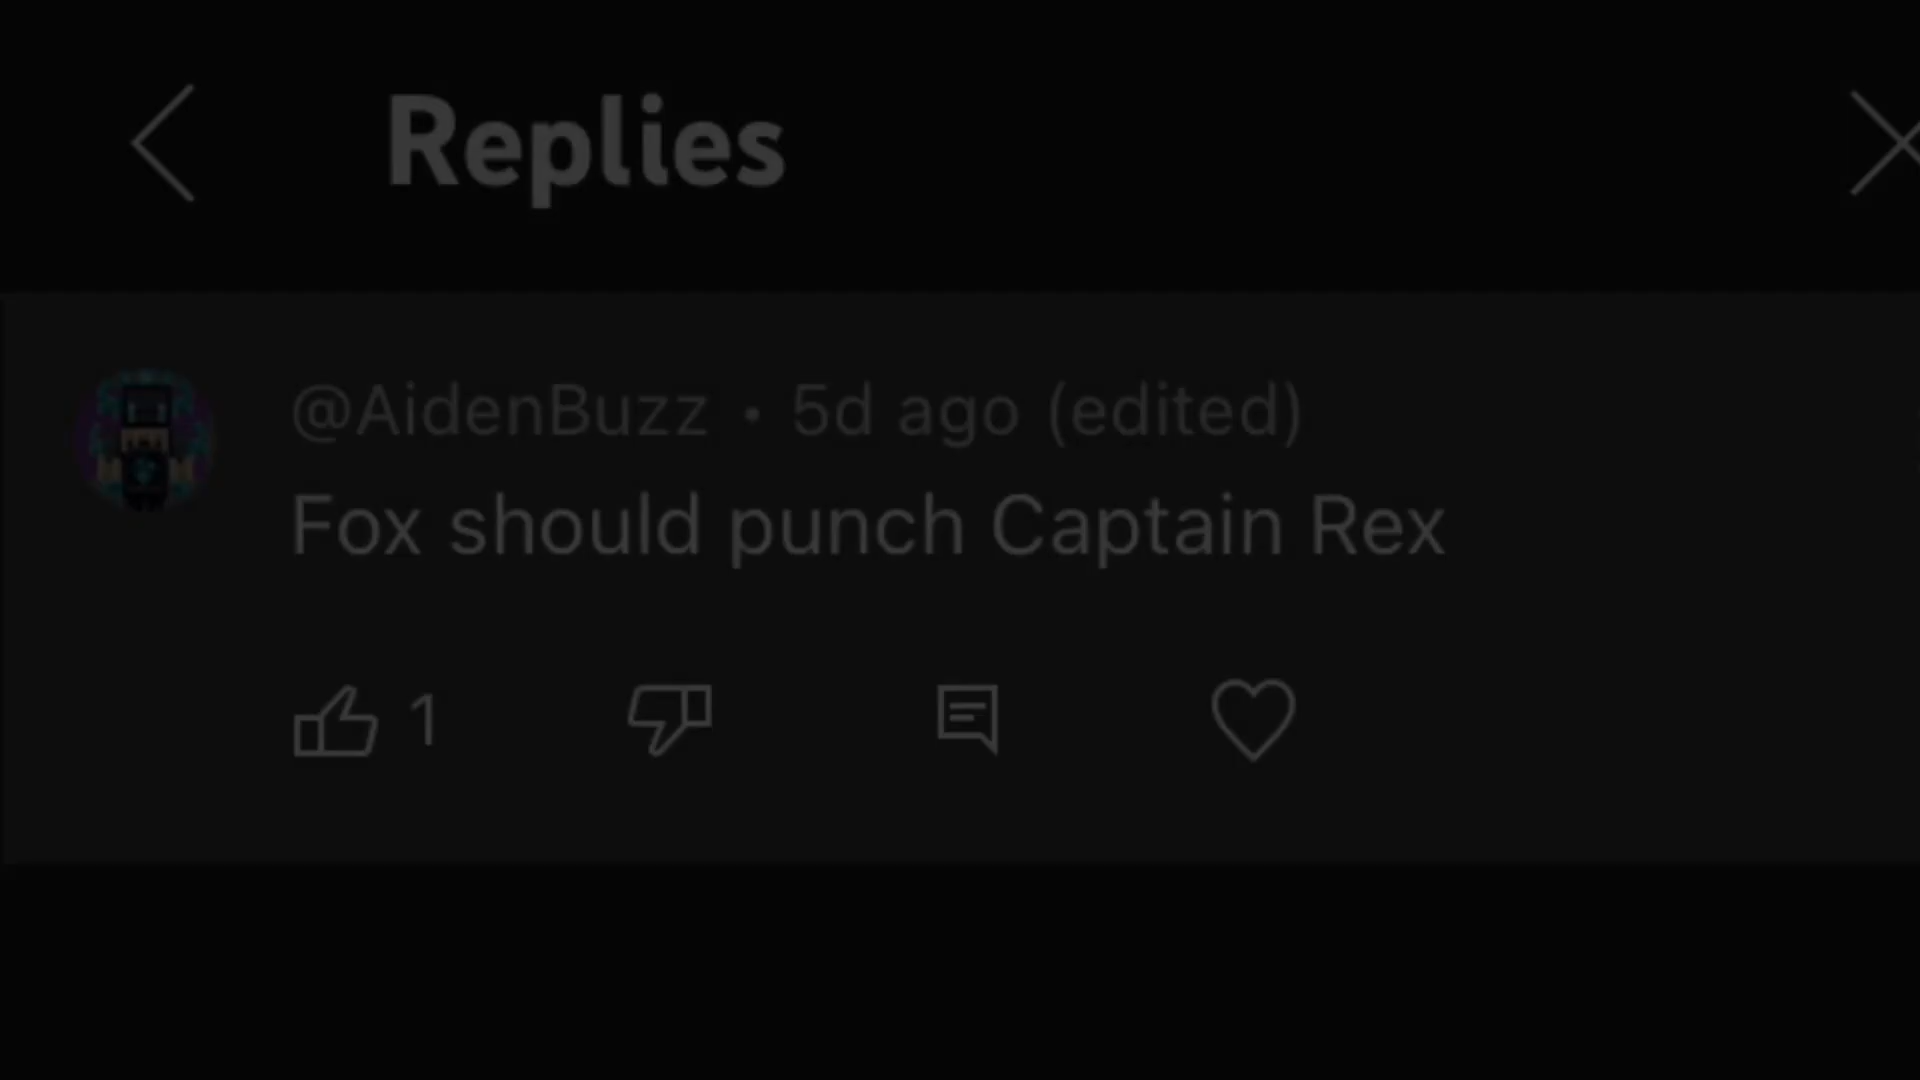 Replies
@AidenBuzz • 5d ago (edited)
Fox should punch Captain Rex
1